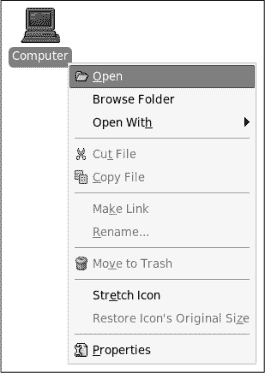 Computer
Open
Browse Folder
Open With
Cut File
Copy File
Make Link
Rename...
Move to Trash
Stretch Icon
Restore Icon's Original Size
Properties